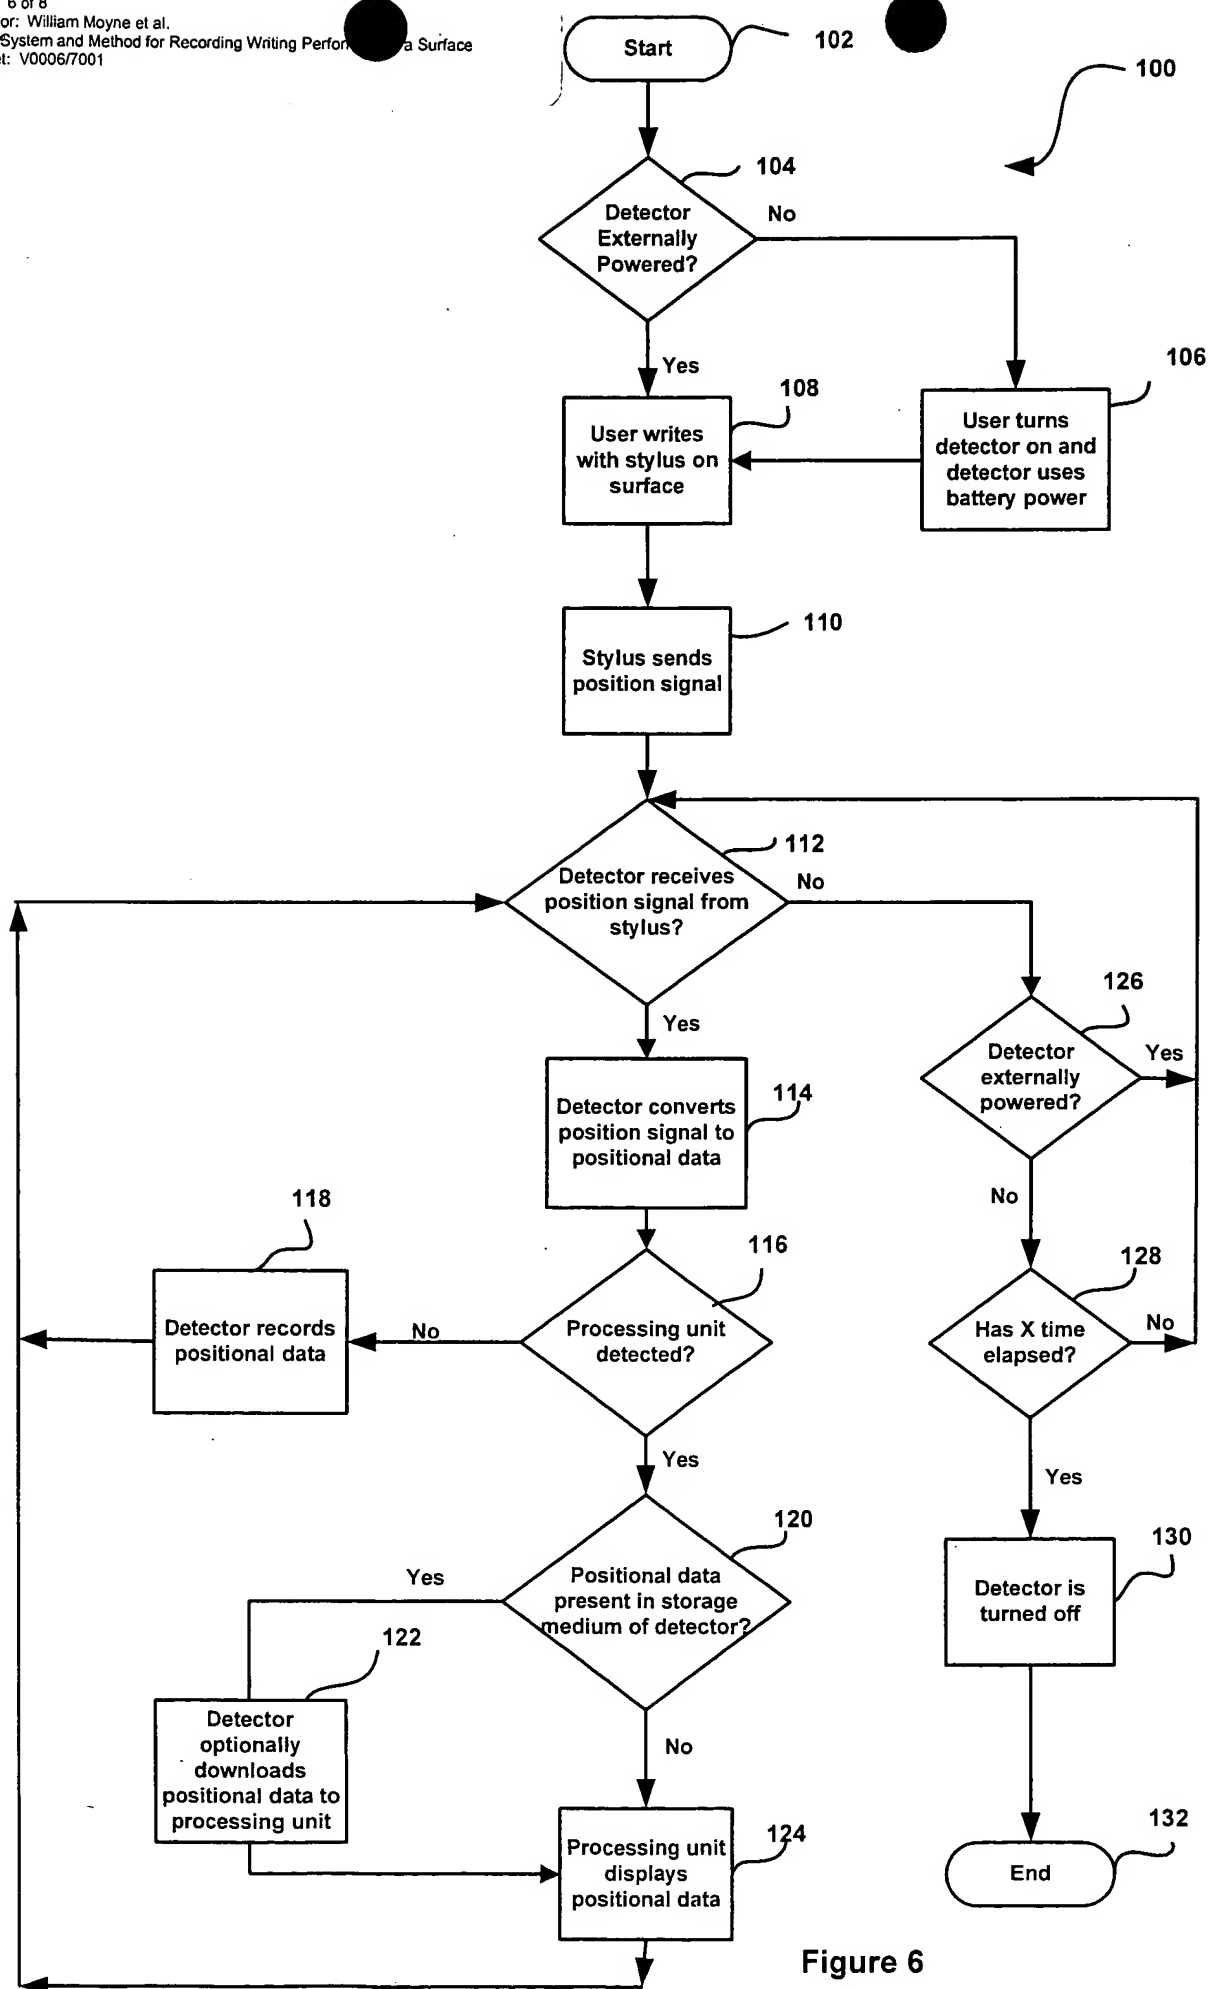 6 of 8
or: William Moyne et al.
System and Method for Recording Writing Perfor a Surface
t: V0006/7001
Start
102
100
104
Detector
Externally
Powered?
No
Yes
106
108
User writes
with stylus on
surface
User turns
detector on and
detector uses
battery power
110
Stylus sends
position signal
112
Detector receives
position signal from
stylus?
No
Yes
126
Detector
externally
powered?
Yes
No
114
Detector converts
position signal to
positional data
118
Detector records
positional data
116
Processing unit
detected?
No
Yes
128
Has X time
elapsed?
No
Yes
120
Positional data
present in storage
medium of detector?
Yes
No
130
Detector is
turned off
122
Detector
optionally
downloads
positional data to
processing unit
124
Processing unit
displays
positional data
132
End
Figure 6